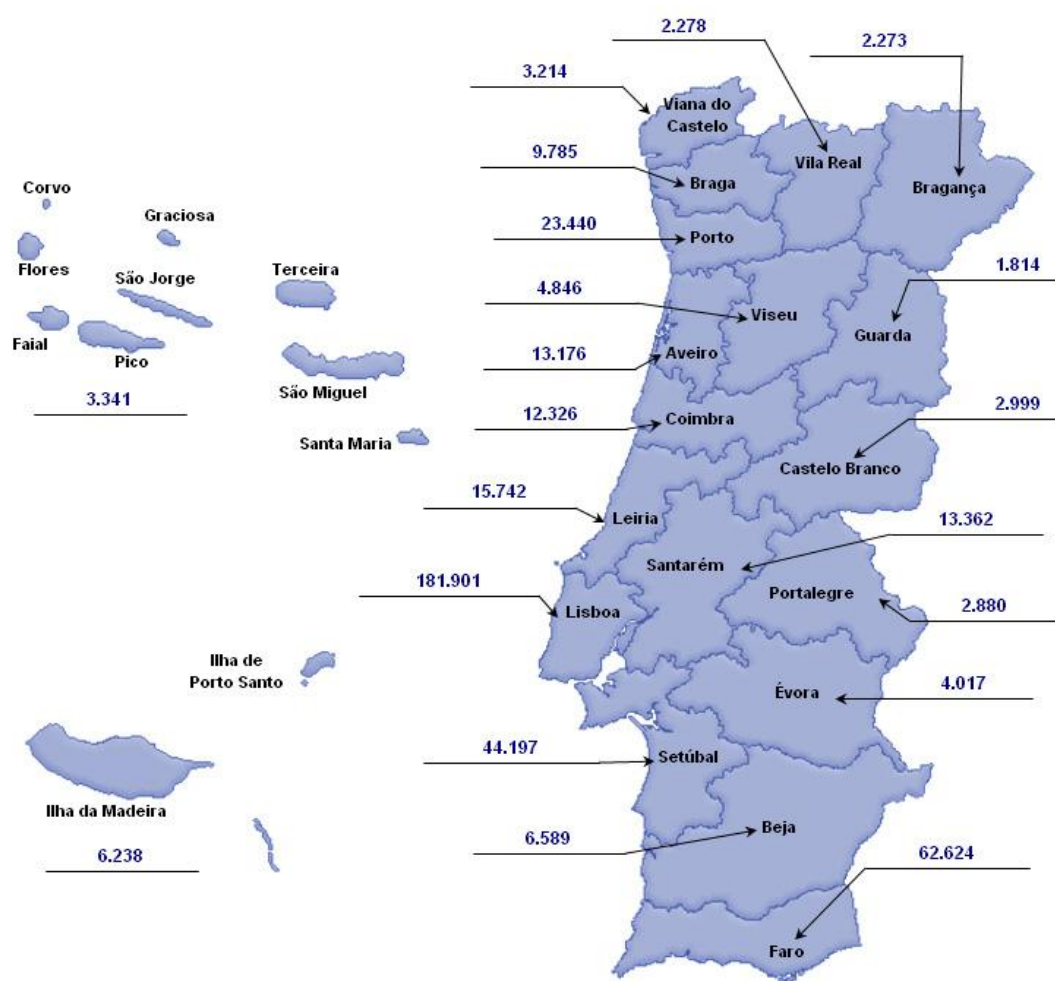 2.278
2.273
3.214
Viana do
Castelo
9.785
Vila Real
Braga
Bragança
Corvo
Graciosa
23.440
Porto
Flores
São Jorge
Terceira
1.814
4.846
Viseu
Guarda
Faial
Pico
13.176
Aveiro
São Miguel
3.341
12.326
Coimbra
2.999
Santa Maria
Castelo Branco
15.742
Leiria
13.362
Santarém
181.901
Lisboa
Portalegre
2.880
Ilha de
Porto Santo
Évora
4.017
44.197
Setúbal
Ilha da Madeira
6.589
Beja
6.238
62.624
Faro